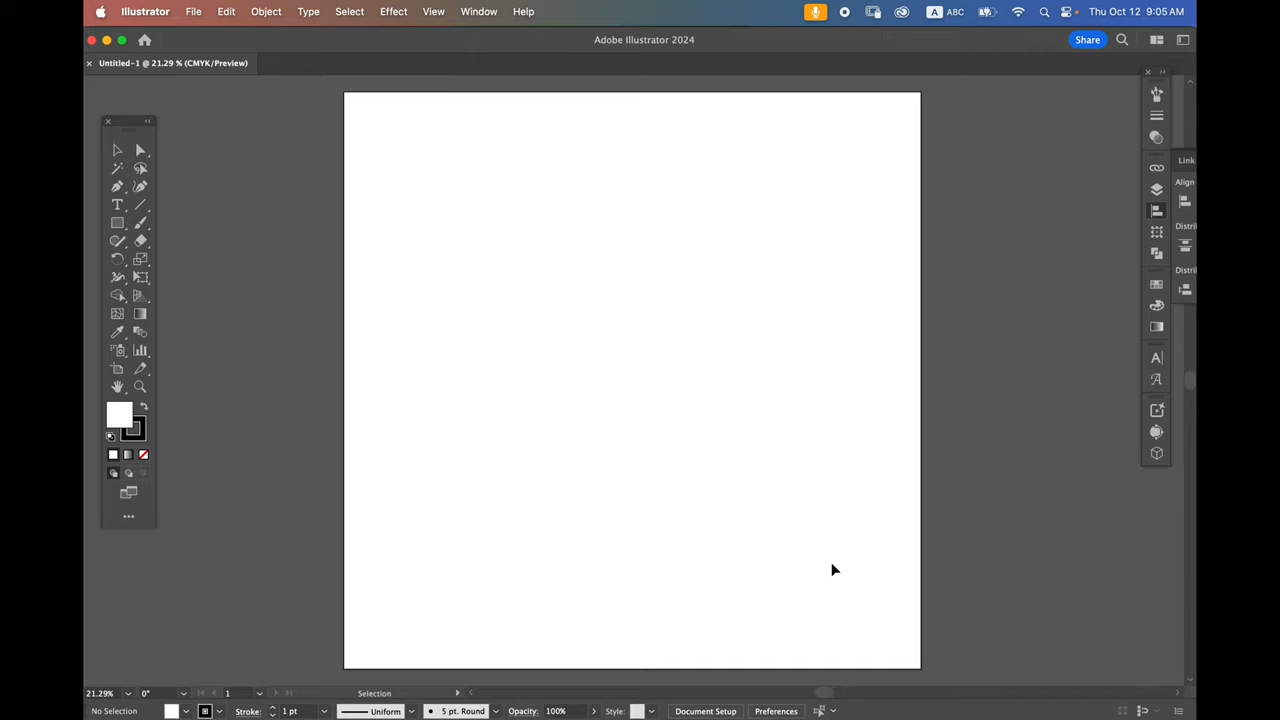 Illustrator File Edit Object Type Select Effect View Window Help A ABC Thu Oct 12 9:05 AM
Adobe Illustrator 2024 Share
Untitled-1 @ 21.29 % (CMYK/Preview)
Link
Align
Distri
Distri
21.29% 0° 1 Selection
No Selection Stroke: 1 pt Uniform 5 pt. Round Opacity: 100% Style: Document Setup Preferences